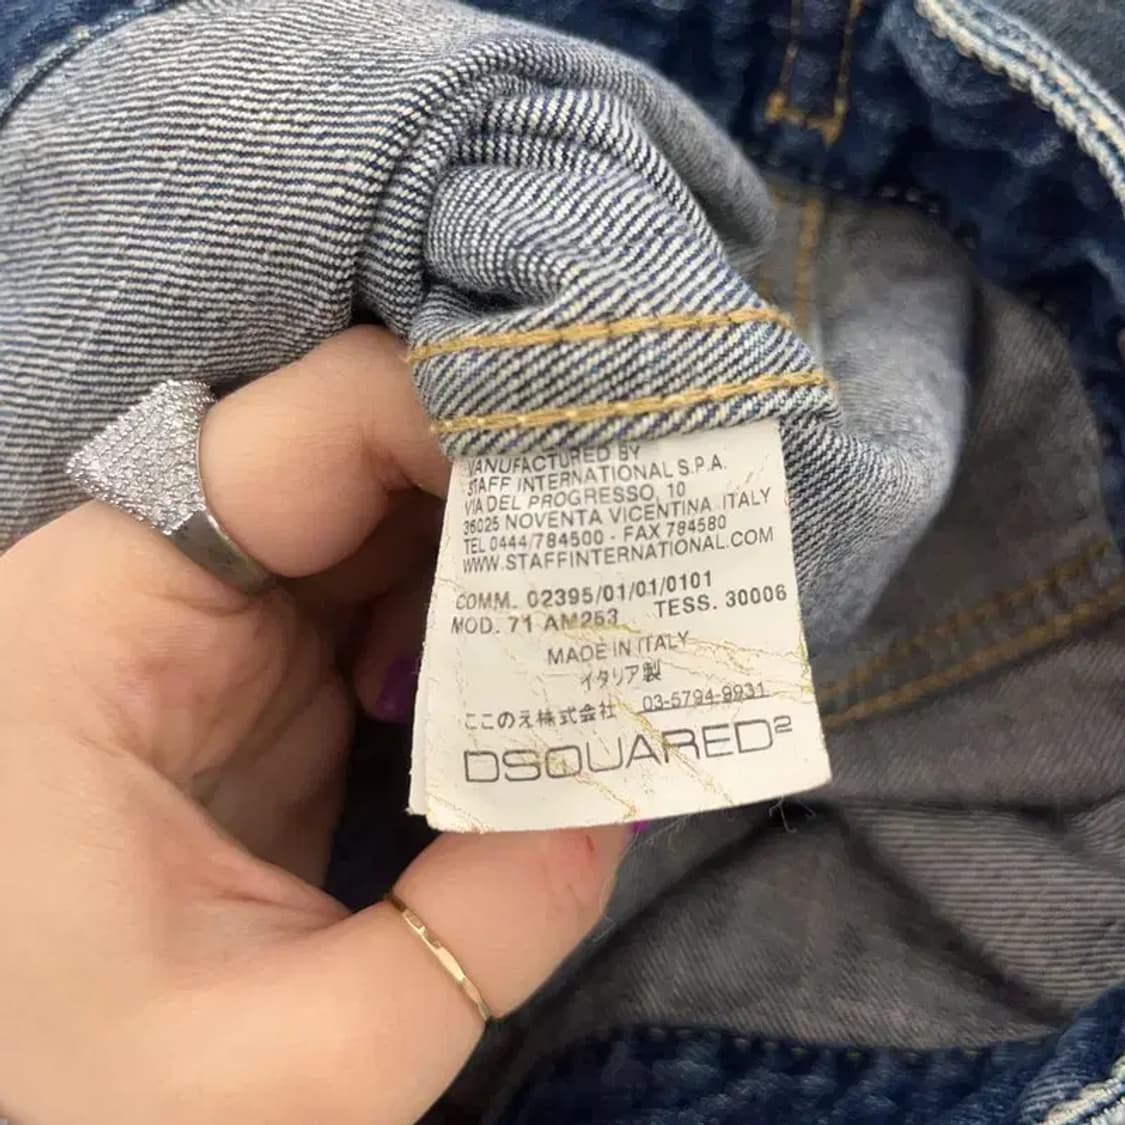 MANUFACTURED BY
STAFF INTERNATIONAL S.P.A.
VIA DEL PROGRESSO, 10
36025 NOVENTA VICENTINA ITALY
TEL 0444/784500 - FAX 784580
WWW.STAFFINTERNATIONAL.COM
COMM. 02395/01/01/0101
MOD. 71 AM253 TESS. 30006
MADE IN ITALY
イタリア製
ここのえ株式会社 03-5794-9931
DSQUARED²